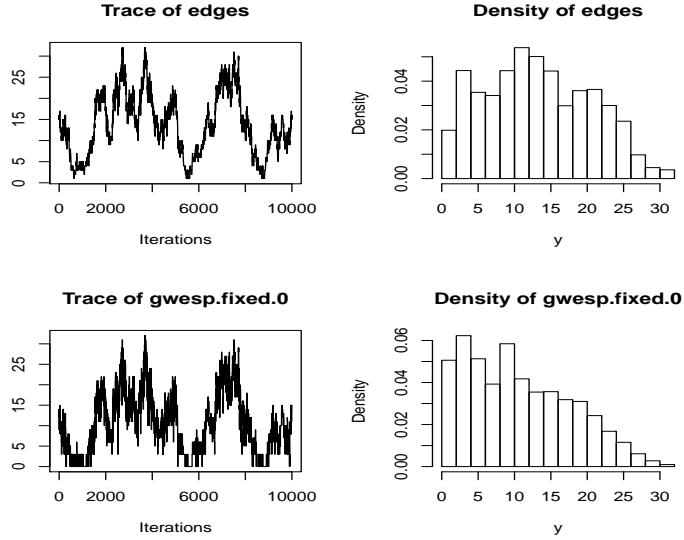 Trace of edges
0 5 15 25
0 2000 6000 10000
Iterations
Density of edges
Density
0.00 0.02 0.04
0 5 10 15 20 25 30
y
Trace of gwesp.fixed.0
0 5 15 25
0 2000 6000 10000
Iterations
Density of gwesp.fixed.0
Density
0.00 0.02 0.04 0.06
0 5 10 15 20 25 30
y